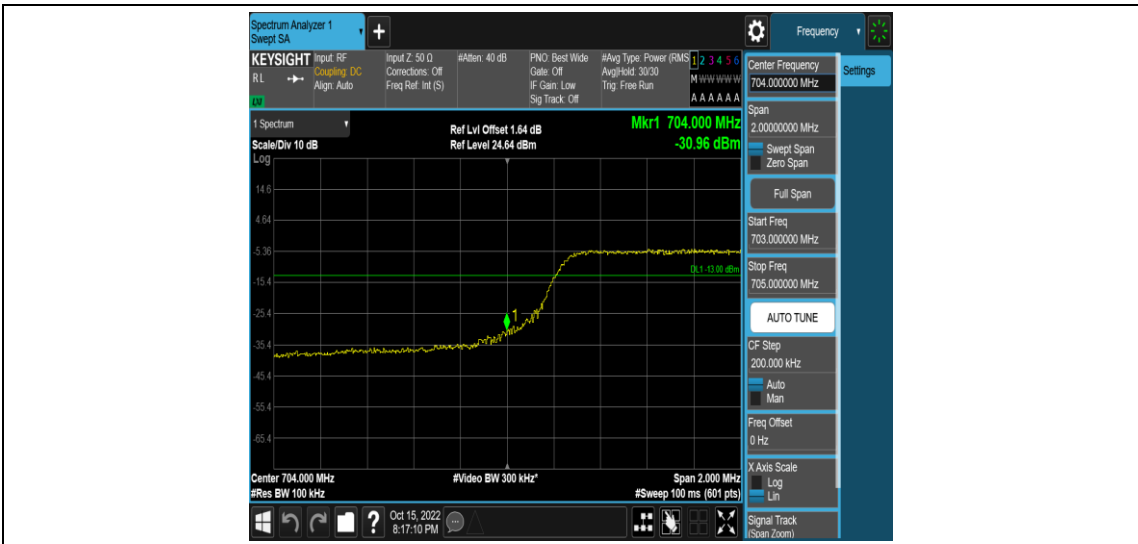 Spectrum Analyzer 1
Swept SA
+
Frequency
KEYSIGHT
RL
LXI
Input: RF
Coupling: DC
Align: Auto
Input Z: 50 Ω
Corrections: Off
Freq Ref: Int (S)
#Atten: 40 dB
PNO: Best Wide
Gate: Off
IF Gain: Low
Sig Track: Off
#Avg Type: Power (RMS
Avg|Hold: 30/30
Trig: Free Run
1 2 3 4 5 6
M W W W W W
A A A A A A
1 Spectrum
Scale/Div 10 dB
Log
Ref Lvl Offset 1.64 dB
Ref Level 24.64 dBm
Mkr1 704.000 MHz
-30.96 dBm
14.6
4.64
-5.36
DL1 -13.00 dBm
-15.4
-25.4
1
-35.4
-45.4
-55.4
-65.4
Center 704.000 MHz
#Res BW 100 kHz
#Video BW 300 kHz*
Span 2.000 MHz
#Sweep 100 ms (601 pts)
?
Oct 15, 2022
8:17:10 PM
Center Frequency
704.000000 MHz
Settings
Span
2.00000000 MHz
Swept Span
Zero Span
Full Span
Start Freq
703.000000 MHz
Stop Freq
705.000000 MHz
AUTO TUNE
CF Step
200.000 kHz
Auto
Man
Freq Offset
0 Hz
X Axis Scale
Log
Lin
Signal Track
(Span Zoom)